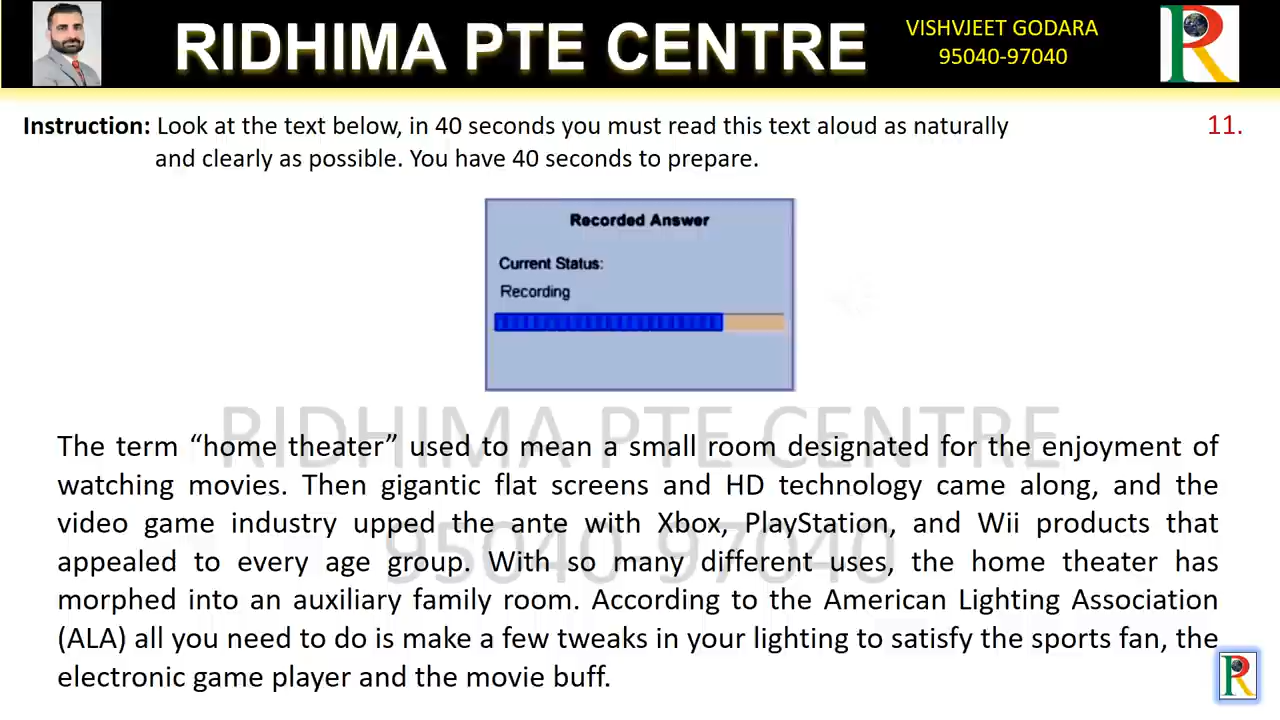 RIDHIMA PTE CENTRE
VISHVJEET GODARA
95040-97040
R
Instruction: Look at the text below, in 40 seconds you must read this text aloud as naturally
and clearly as possible. You have 40 seconds to prepare.
11.
Recorded Answer
Current Status:
Recording
RIDHIMA PTE CENTRE
95040-97040
The term “home theater” used to mean a small room designated for the enjoyment of
watching movies. Then gigantic flat screens and HD technology came along, and the
video game industry upped the ante with Xbox, PlayStation, and Wii products that
appealed to every age group. With so many different uses, the home theater has
morphed into an auxiliary family room. According to the American Lighting Association
(ALA) all you need to do is make a few tweaks in your lighting to satisfy the sports fan, the
electronic game player and the movie buff.
R